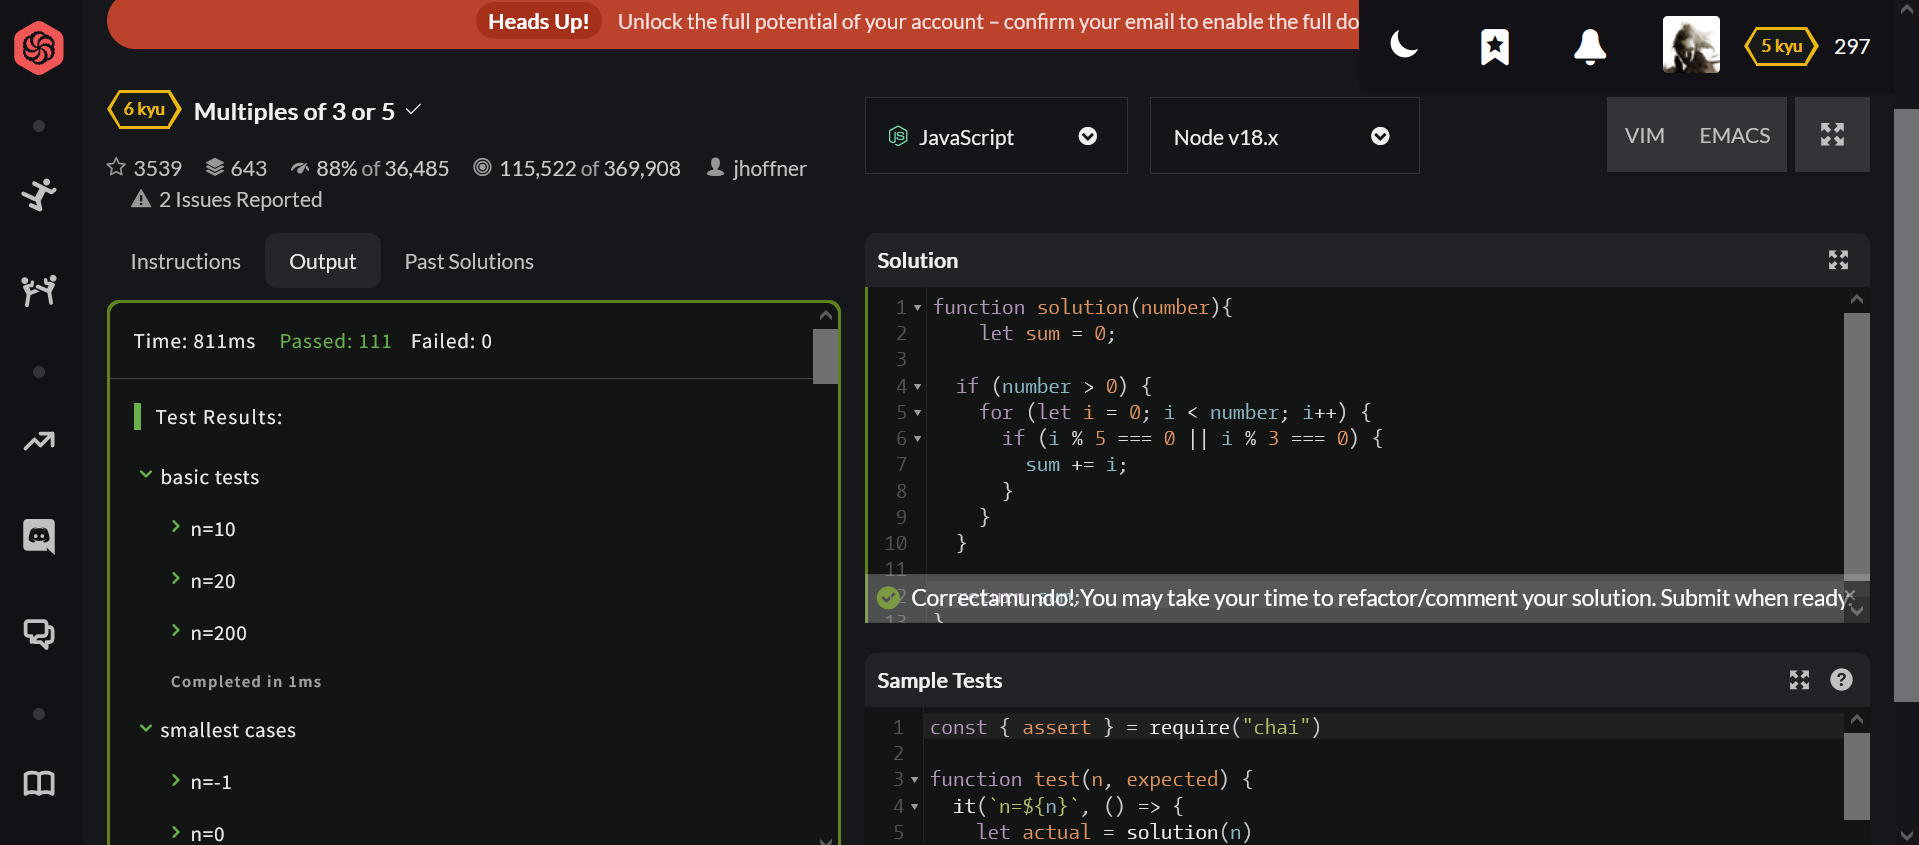 Heads Up! Unlock the full potential of your account – confirm your email to enable the full do
5 kyu 297
6 kyu Multiples of 3 or 5
3539 643 88% of 36,485 115,522 of 369,908 jhoffner
2 Issues Reported
JavaScript
Node v18.x
VIM EMACS
Instructions Output Past Solutions
Time: 811ms Passed: 111 Failed: 0
Test Results:
basic tests
n=10
n=20
n=200
Completed in 1ms
smallest cases
n=-1
n=0
Solution
1 function solution(number){
2 let sum = 0;
3
4 if (number > 0) {
5 for (let i = 0; i < number; i++) {
6 if (i % 5 === 0 || i % 3 === 0) {
7 sum += i;
8 }
9 }
10 }
11
Correctamundo! You may take your time to refactor/comment your solution. Submit when ready.
13 }
Sample Tests
1 const { assert } = require("chai")
2
3 function test(n, expected) {
4 it(`n=${n}`, () => {
5 let actual = solution(n)